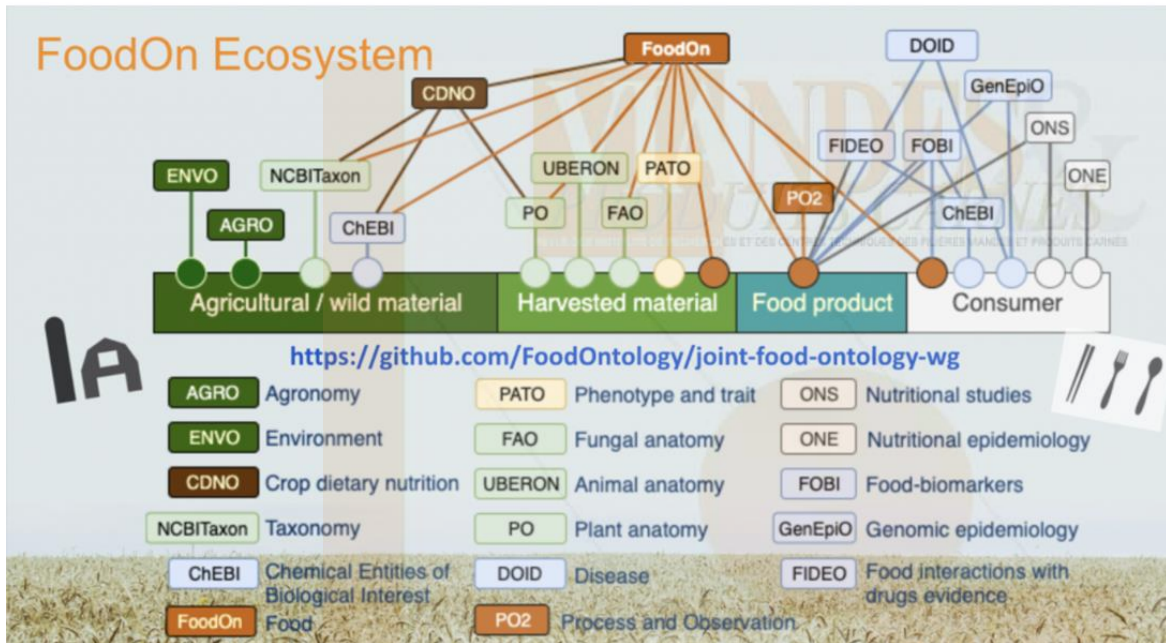 FoodOn Ecosystem
FoodOn
DOID
CDNO
GenEpiO
ONS
FIDEO
FOBI
ENVO
NCBITaxon
UBERON
PATO
ONE
PO2
AGRO
ChEBI
PO
FAO
ChEBI
VIANDES &
PRODUITS CARNÉS
Agricultural / wild material
Harvested material
Food product
Consumer
https://github.com/FoodOntology/joint-food-ontology-wg
AGRO Agronomy
ENVO Environment
CDNO Crop dietary nutrition
NCBITaxon Taxonomy
ChEBI Chemical Entities of
Biological Interest
FoodOn Food
PATO Phenotype and trait
FAO Fungal anatomy
UBERON Animal anatomy
PO Plant anatomy
DOID Disease
PO2 Process and Observation
ONS Nutritional studies
ONE Nutritional epidemiology
FOBI Food-biomarkers
GenEpiO Genomic epidemiology
FIDEO Food interactions with
drugs evidence